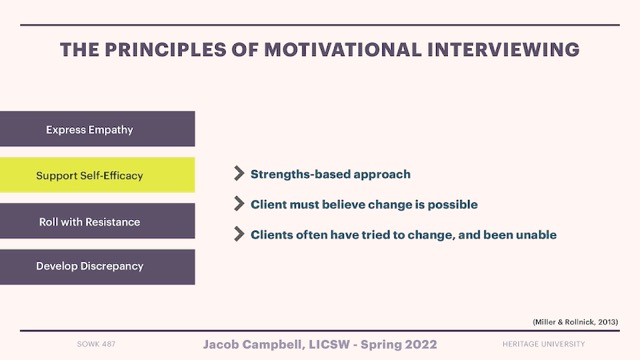 THE PRINCIPLES OF MOTIVATIONAL INTERVIEWING
Express Empathy
Support Self-Efficacy
Roll with Resistance
Develop Discrepancy
Strengths-based approach
Client must believe change is possible
Clients often have tried to change, and been unable
(Miller & Rollnick, 2013)
SOWK 487
Jacob Campbell, LICSW - Spring 2022
HERITAGE UNIVERSITY